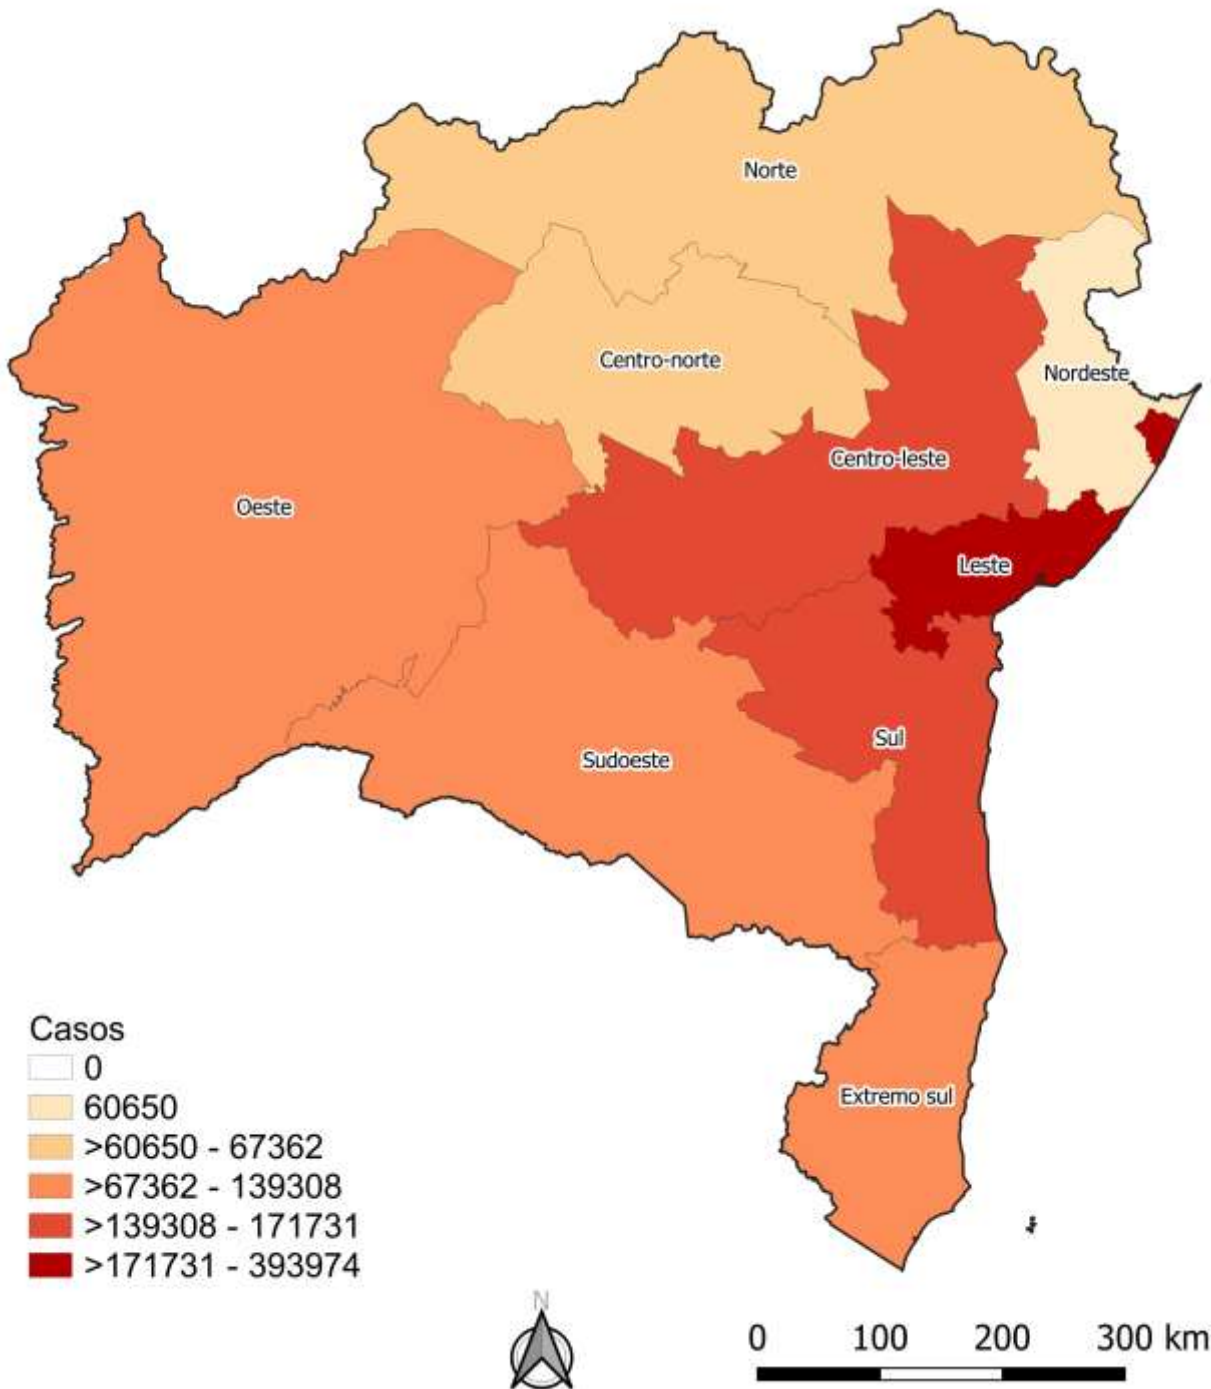 Norte
Centro-norte
Nordeste
Centro-leste
Oeste
Leste
Sul
Sudoeste
Extremo sul
Casos
0
60650
>60650 - 67362
>67362 - 139308
>139308 - 171731
>171731 - 393974
N
0 100 200 300 km